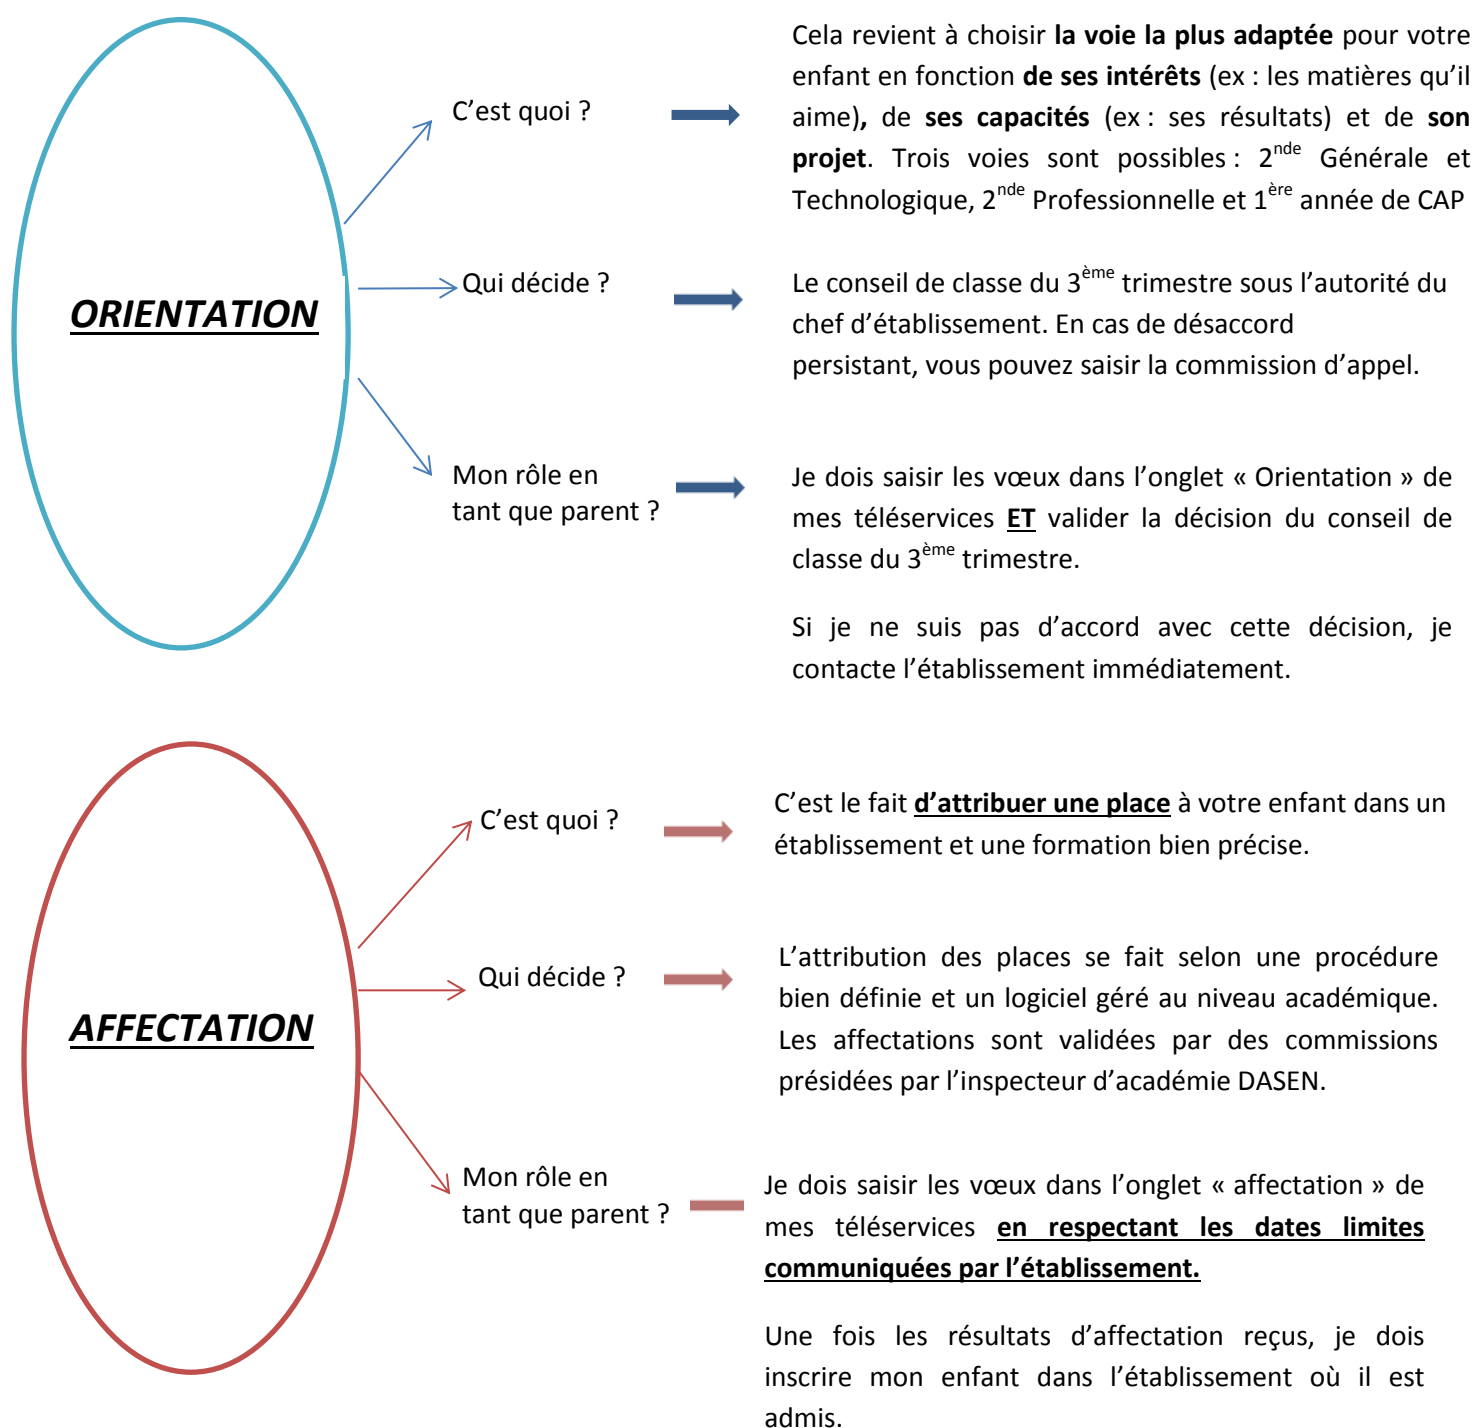 ORIENTATION
C’est quoi ?
Cela revient à choisir la voie la plus adaptée pour votre
enfant en fonction de ses intérêts (ex : les matières qu’il
aime), de ses capacités (ex : ses résultats) et de son
projet. Trois voies sont possibles : 2nde Générale et
Technologique, 2nde Professionnelle et 1ère année de CAP
Qui décide ?
Le conseil de classe du 3ème trimestre sous l’autorité du
chef d’établissement. En cas de désaccord
persistant, vous pouvez saisir la commission d’appel.
Mon rôle en
tant que parent ?
Je dois saisir les vœux dans l’onglet « Orientation » de
mes téléservices ET valider la décision du conseil de
classe du 3ème trimestre.
Si je ne suis pas d’accord avec cette décision, je
contacte l’établissement immédiatement.
AFFECTATION
C’est quoi ?
C’est le fait d’attribuer une place à votre enfant dans un
établissement et une formation bien précise.
Qui décide ?
L’attribution des places se fait selon une procédure
bien définie et un logiciel géré au niveau académique.
Les affectations sont validées par des commissions
présidées par l’inspecteur d’académie DASEN.
Mon rôle en
tant que parent ?
Je dois saisir les vœux dans l’onglet « affectation » de
mes téléservices en respectant les dates limites
communiquées par l’établissement.
Une fois les résultats d’affectation reçus, je dois
inscrire mon enfant dans l’établissement où il est
admis.